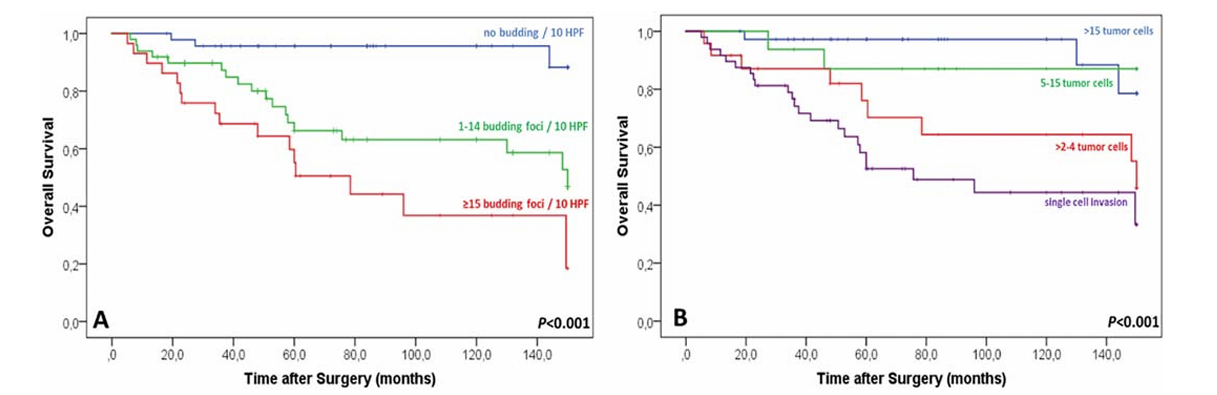 no budding / 10 HPF
1-14 budding foci / 10 HPF
≥15 budding foci / 10 HPF
1,0
0,8
0,6
0,4
0,2
0,0
Overall Survival
A
P<0.001
,0 20,0 40,0 60,0 80,0 100,0 120,0 140,0
Time after Surgery (months)
>15 tumor cells
5-15 tumor cells
>2-4 tumor cells
single cell invasion
1,0
0,8
0,6
0,4
0,2
0,0
Overall Survival
B
P<0.001
,0 20,0 40,0 60,0 80,0 100,0 120,0 140,0
Time after Surgery (months)